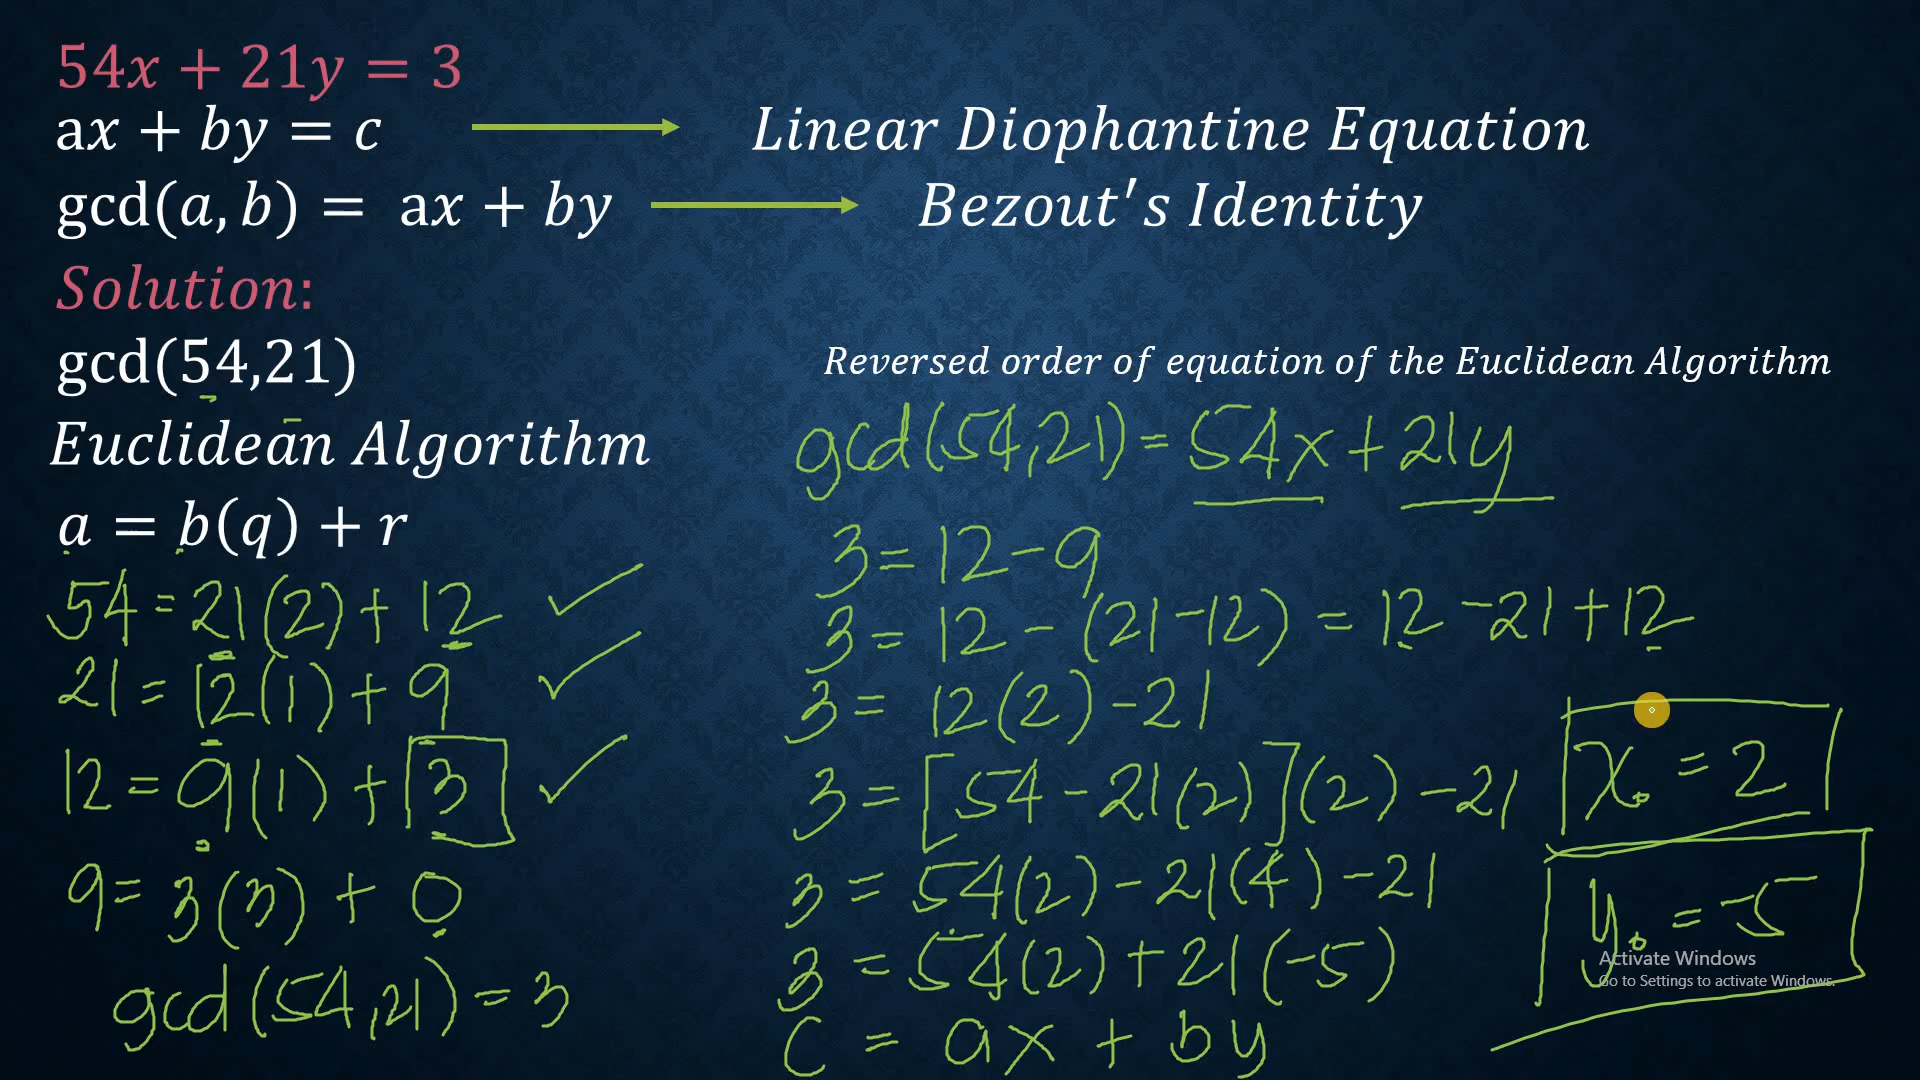 54x + 21y = 3
ax + by = c
Linear Diophantine Equation
gcd(a, b) = ax + by
Bezout's Identity
Solution:
gcd(54,21)
Euclidean Algorithm
a = b(q) + r
54 = 21(2) + 12
21 = 12(1) + 9
12 = 9(1) + 3
9 = 3(3) + 0
gcd(54,21) = 3
Reversed order of equation of the Euclidean Algorithm
gcd(54,21) = 54x + 21y
3 = 12 - 9
3 = 12 - (21-12) = 12 - 21 + 12
3 = 12(2) - 21
3 = [54 - 21(2)](2) - 21
3 = 54(2) - 21(4) - 21
3 = 54(2) + 21(-5)
c = ax + by
x₀ = 2
y₀ = -5
Activate Windows
Go to Settings to activate Windows.